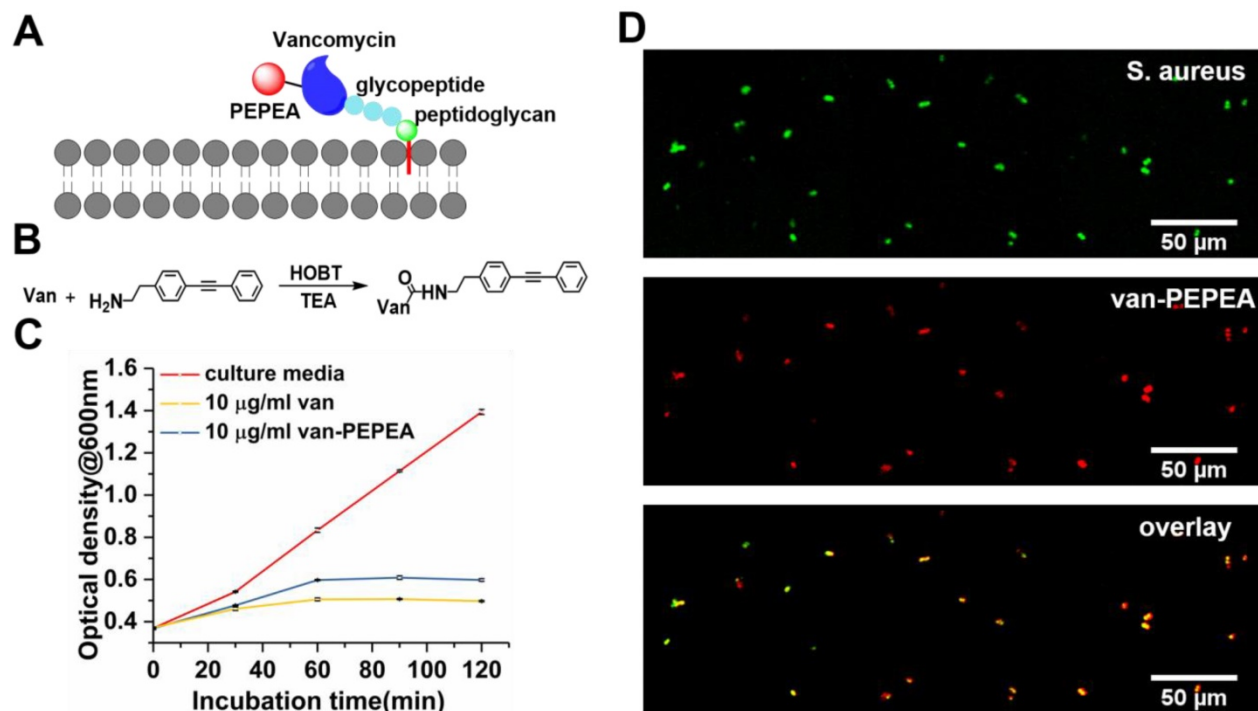 A
Vancomycin
glycopeptide
PEPEA
peptidoglycan
B
Van + H₂N
HOBT
TEA
O
HN
Van
C
Optical density@600nm
1.6
1.4
1.2
1.0
0.8
0.6
0.4
culture media
10 μg/ml van
10 μg/ml van-PEPEA
0 20 40 60 80 100 120
Incubation time(min)
D
S. aureus
50 μm
van-PEPEA
50 μm
overlay
50 μm